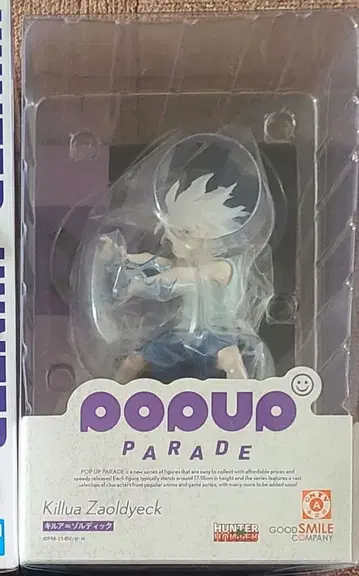 POPUP
PARADE
POP UP PARADE is a new series of figures that are easy to collect with affordable prices and
speedy releases! Each figure typically stands around 17-18cm in height and the series features a vast
selection of characters from popular anime and game series, with many more to be added soon!
Killua Zaoldyeck
キルア=ゾルディック
HUNTER
HUNTER
GOOD SMILE
COMPANY